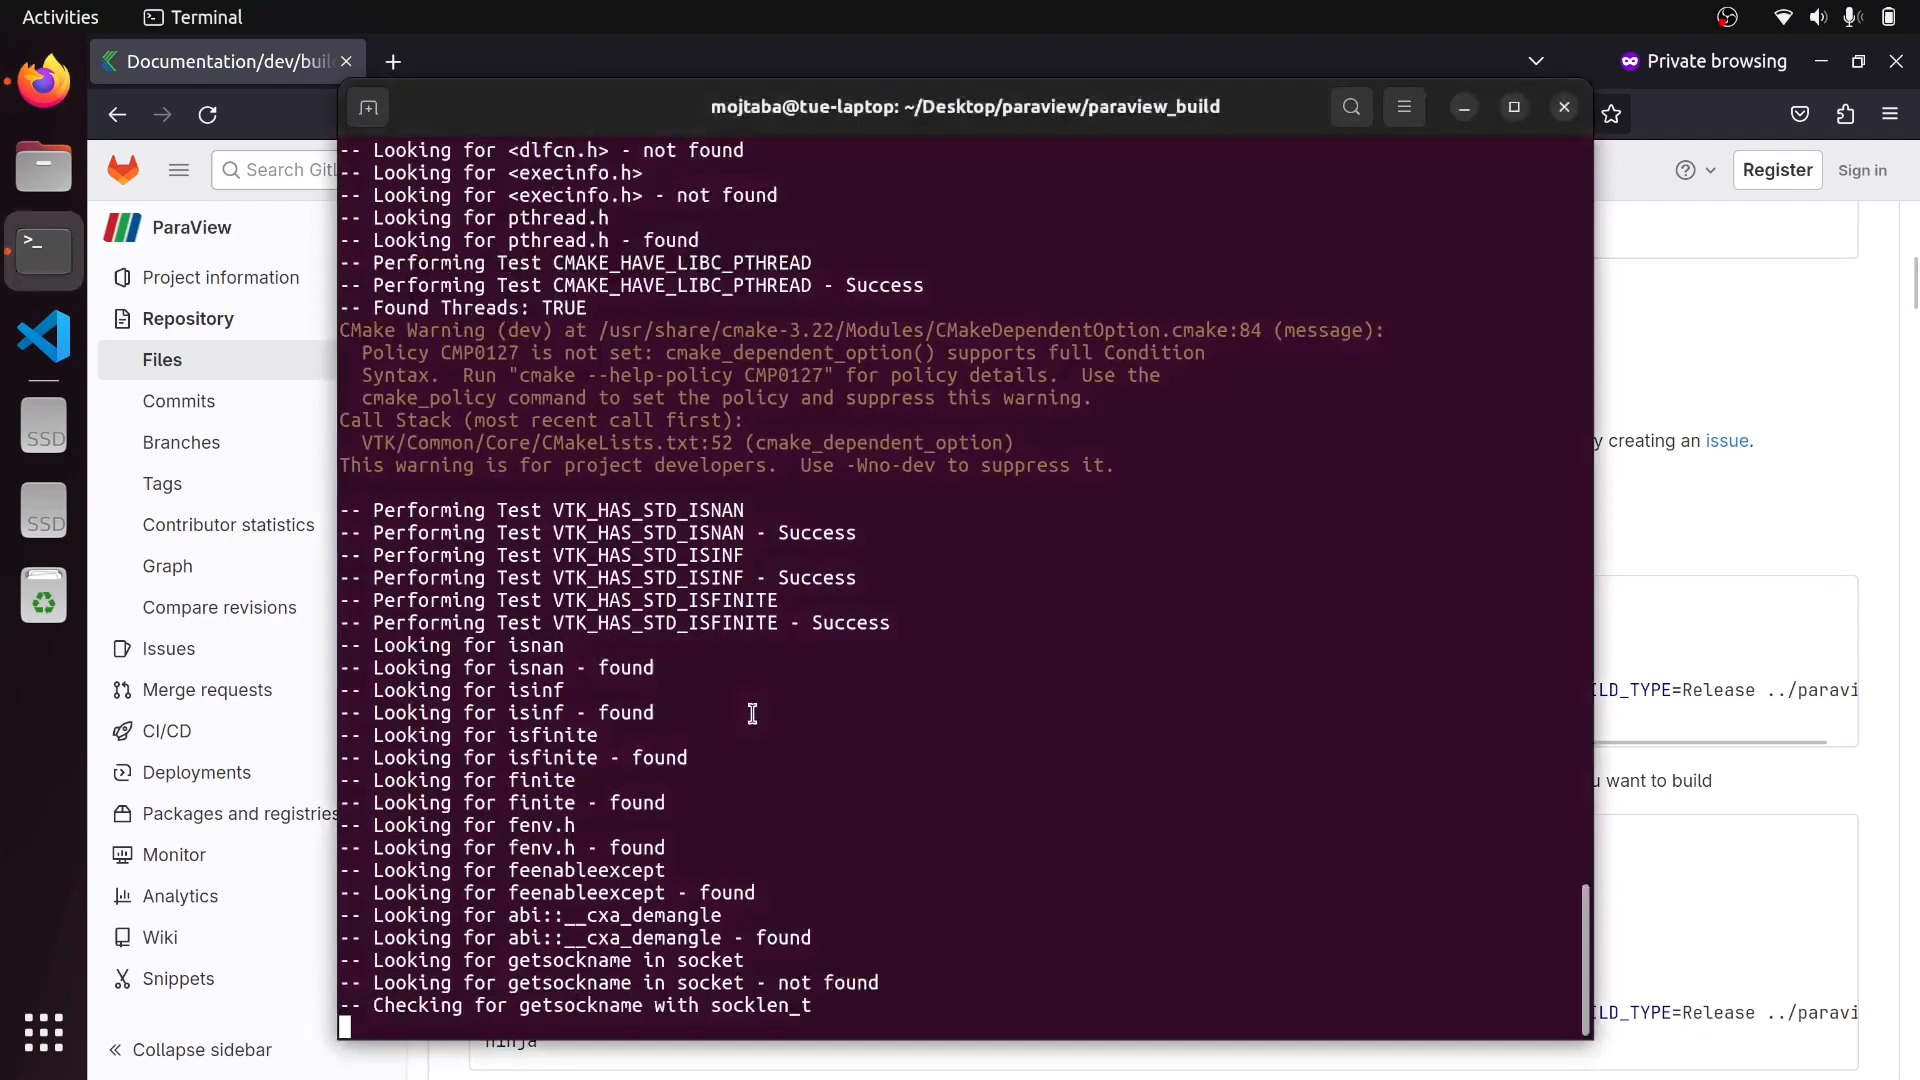 Activities
Terminal
Documentation/dev/buil
Private browsing
mojtaba@tue-laptop: ~/Desktop/paraview/paraview_build
Search GitL
Register
Sign in
ParaView
Project information
Repository
Files
Commits
Branches
Tags
Contributor statistics
Graph
Compare revisions
Issues
Merge requests
CI/CD
Deployments
Packages and registries
Monitor
Analytics
Wiki
Snippets
Collapse sidebar
SSD
SSD
-- Looking for <dlfcn.h> - not found
-- Looking for <execinfo.h>
-- Looking for <execinfo.h> - not found
-- Looking for pthread.h
-- Looking for pthread.h - found
-- Performing Test CMAKE_HAVE_LIBC_PTHREAD
-- Performing Test CMAKE_HAVE_LIBC_PTHREAD - Success
-- Found Threads: TRUE
CMake Warning (dev) at /usr/share/cmake-3.22/Modules/CMakeDependentOption.cmake:84 (message):
Policy CMP0127 is not set: cmake_dependent_option() supports full Condition
Syntax.  Run "cmake --help-policy CMP0127" for policy details.  Use the
cmake_policy command to set the policy and suppress this warning.
Call Stack (most recent call first):
VTK/Common/Core/CMakeLists.txt:52 (cmake_dependent_option)
This warning is for project developers.  Use -Wno-dev to suppress it.
-- Performing Test VTK_HAS_STD_ISNAN
-- Performing Test VTK_HAS_STD_ISNAN - Success
-- Performing Test VTK_HAS_STD_ISINF
-- Performing Test VTK_HAS_STD_ISINF - Success
-- Performing Test VTK_HAS_STD_ISFINITE
-- Performing Test VTK_HAS_STD_ISFINITE - Success
-- Looking for isnan
-- Looking for isnan - found
-- Looking for isinf
-- Looking for isinf - found
-- Looking for isfinite
-- Looking for isfinite - found
-- Looking for finite
-- Looking for finite - found
-- Looking for fenv.h
-- Looking for fenv.h - found
-- Looking for feenableexcept
-- Looking for feenableexcept - found
-- Looking for abi::__cxa_demangle
-- Looking for abi::__cxa_demangle - found
-- Looking for getsockname in socket
-- Looking for getsockname in socket - not found
-- Checking for getsockname with socklen_t
y creating an issue.
ILD_TYPE=Release ../paravi
u want to build
ILD_TYPE=Release ../paravi
ninja